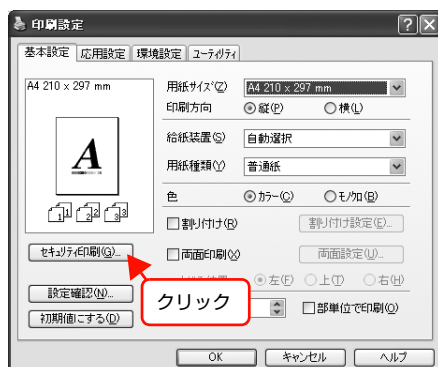 印刷設定
基本設定 応用設定 環境設定 ユーティリティ
A4 210 x 297 mm
A
1 1 2 2 3 3
セキュリティ印刷(G)...
設定確認(N)...
初期値にする(D)
用紙サイズ(Z) A4 210 x 297 mm
印刷方向 縦(P) 横(L)
給紙装置(S) 自動選択
用紙種類(Y) 普通紙
色 カラー(C) モノクロ(B)
割り付け(R) 割り付け設定(E)...
両面印刷(X) 両面設定(U)...
左(F) 上(T) 右(H)
クリック
部単位で印刷(O)
OK キャンセル ヘルプ